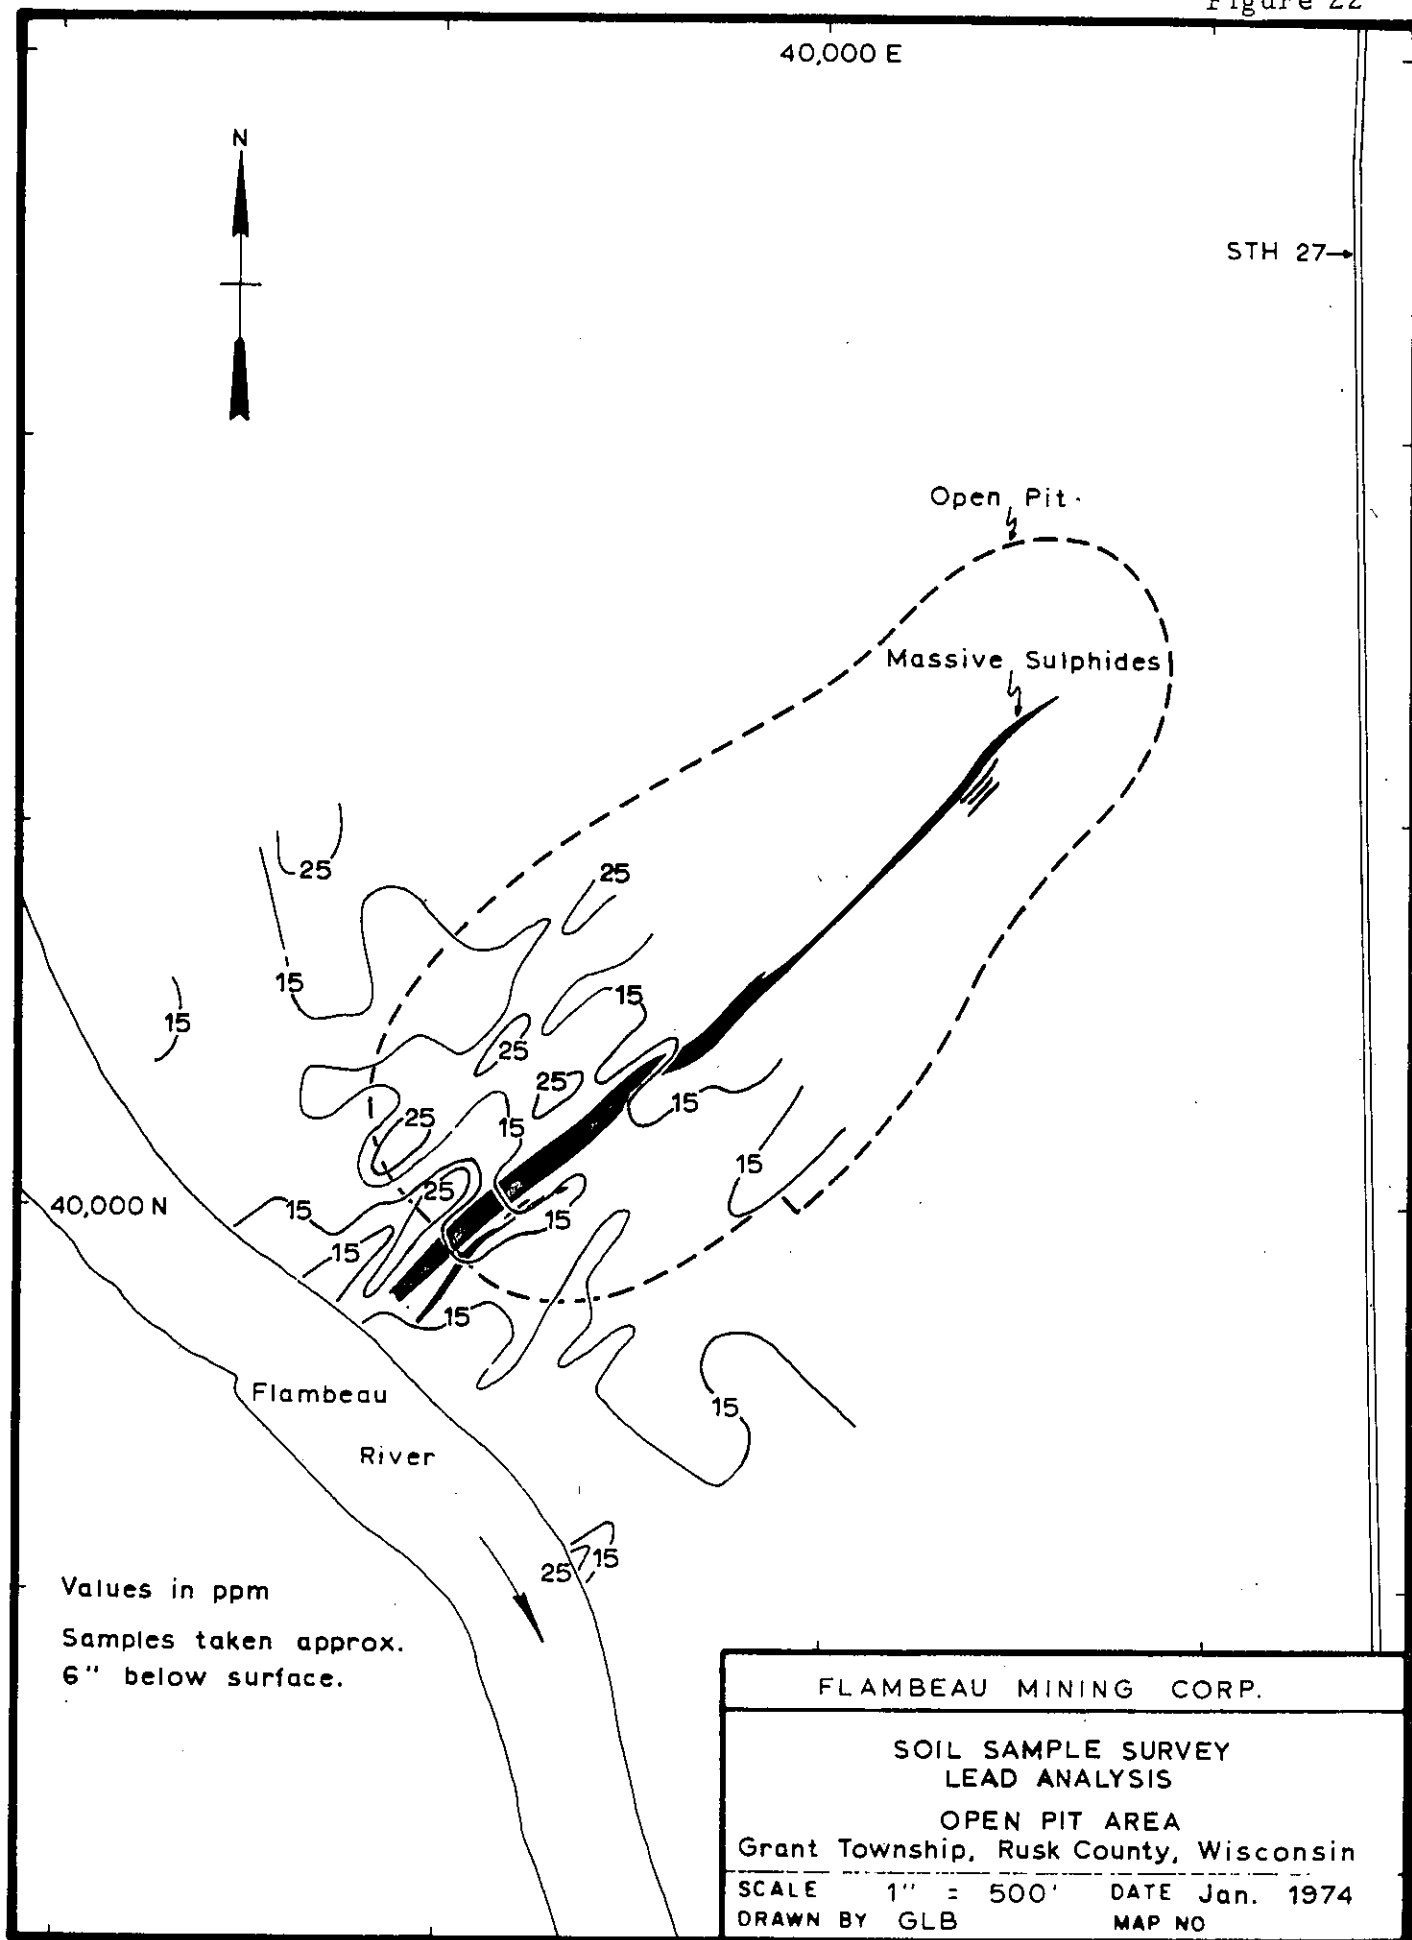 Figure 22
40,000 E
N
STH 27
Open Pit
Massive Sulphides
25
25
15
15
15
25
25
15
25
15
15
25
40,000 N
15
15
15
15
Flambeau
15
River
25 15
Values in ppm
Samples taken approx.
6" below surface.
FLAMBEAU MINING CORP.
SOIL SAMPLE SURVEY
LEAD ANALYSIS
OPEN PIT AREA
Grant Township, Rusk County, Wisconsin
SCALE 1" = 500' DATE Jan. 1974
DRAWN BY GLB MAP NO